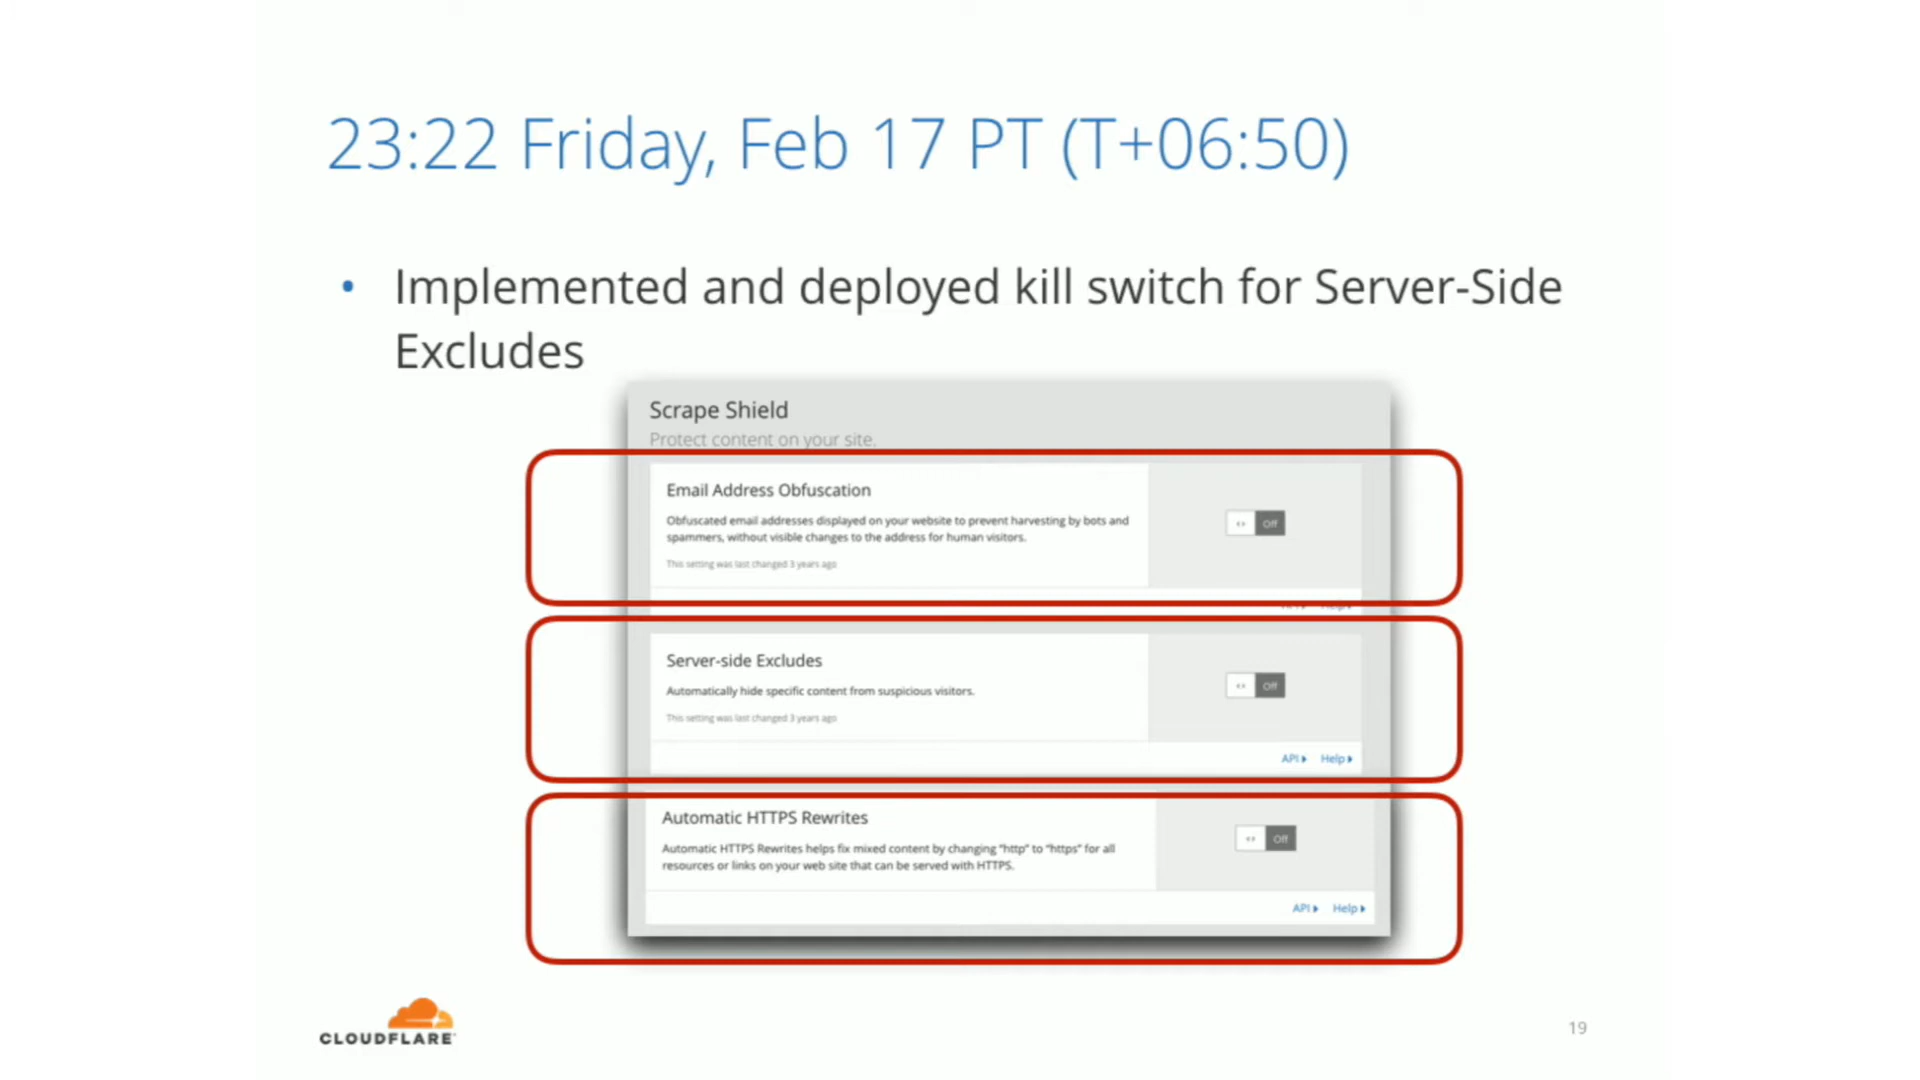 23:22 Friday, Feb 17 PT (T+06:50)
• Implemented and deployed kill switch for Server-Side
Excludes
Scrape Shield
Protect content on your site.
Email Address Obfuscation
Obfuscated email addresses displayed on your website to prevent harvesting by bots and
spammers, without visible changes to the address for human visitors.
This setting was last changed 3 years ago
Off
API Help
Server-side Excludes
Automatically hide specific content from suspicious visitors.
This setting was last changed 3 years ago
Off
API Help
Automatic HTTPS Rewrites
Automatic HTTPS Rewrites helps fix mixed content by changing “http” to “https” for all
resources or links on your web site that can be served with HTTPS.
Off
API Help
CLOUDFLARE
19